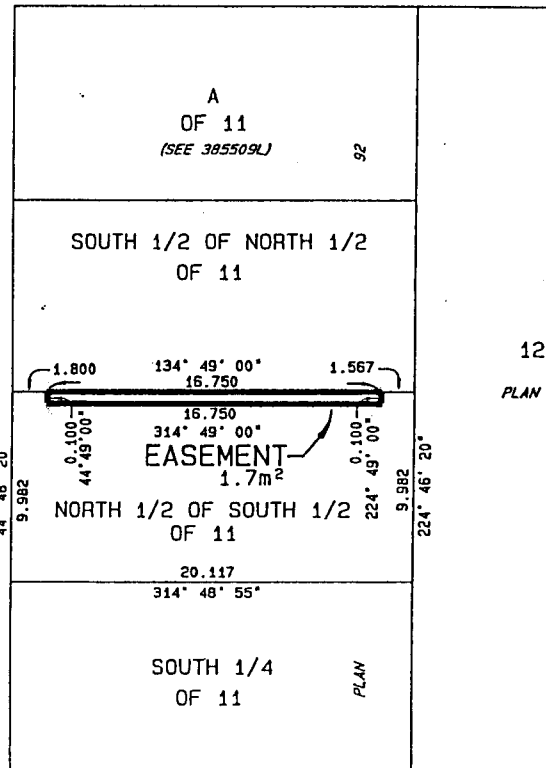 A
OF 11
(SEE 385509L)
92
SOUTH 1/2 OF NORTH 1/2
OF 11
12
PLAN
1.800
134° 49' 00"
1.567
16.750
16.750
314° 49' 00"
0.100
44°49'00"
0.100
224° 49' 00"
EASEMENT
1.7m²
44° 46' 20"
9.982
9.982
224° 46' 20"
NORTH 1/2 OF SOUTH 1/2
OF 11
20.117
314° 48' 55"
SOUTH 1/4
OF 11
PLAN